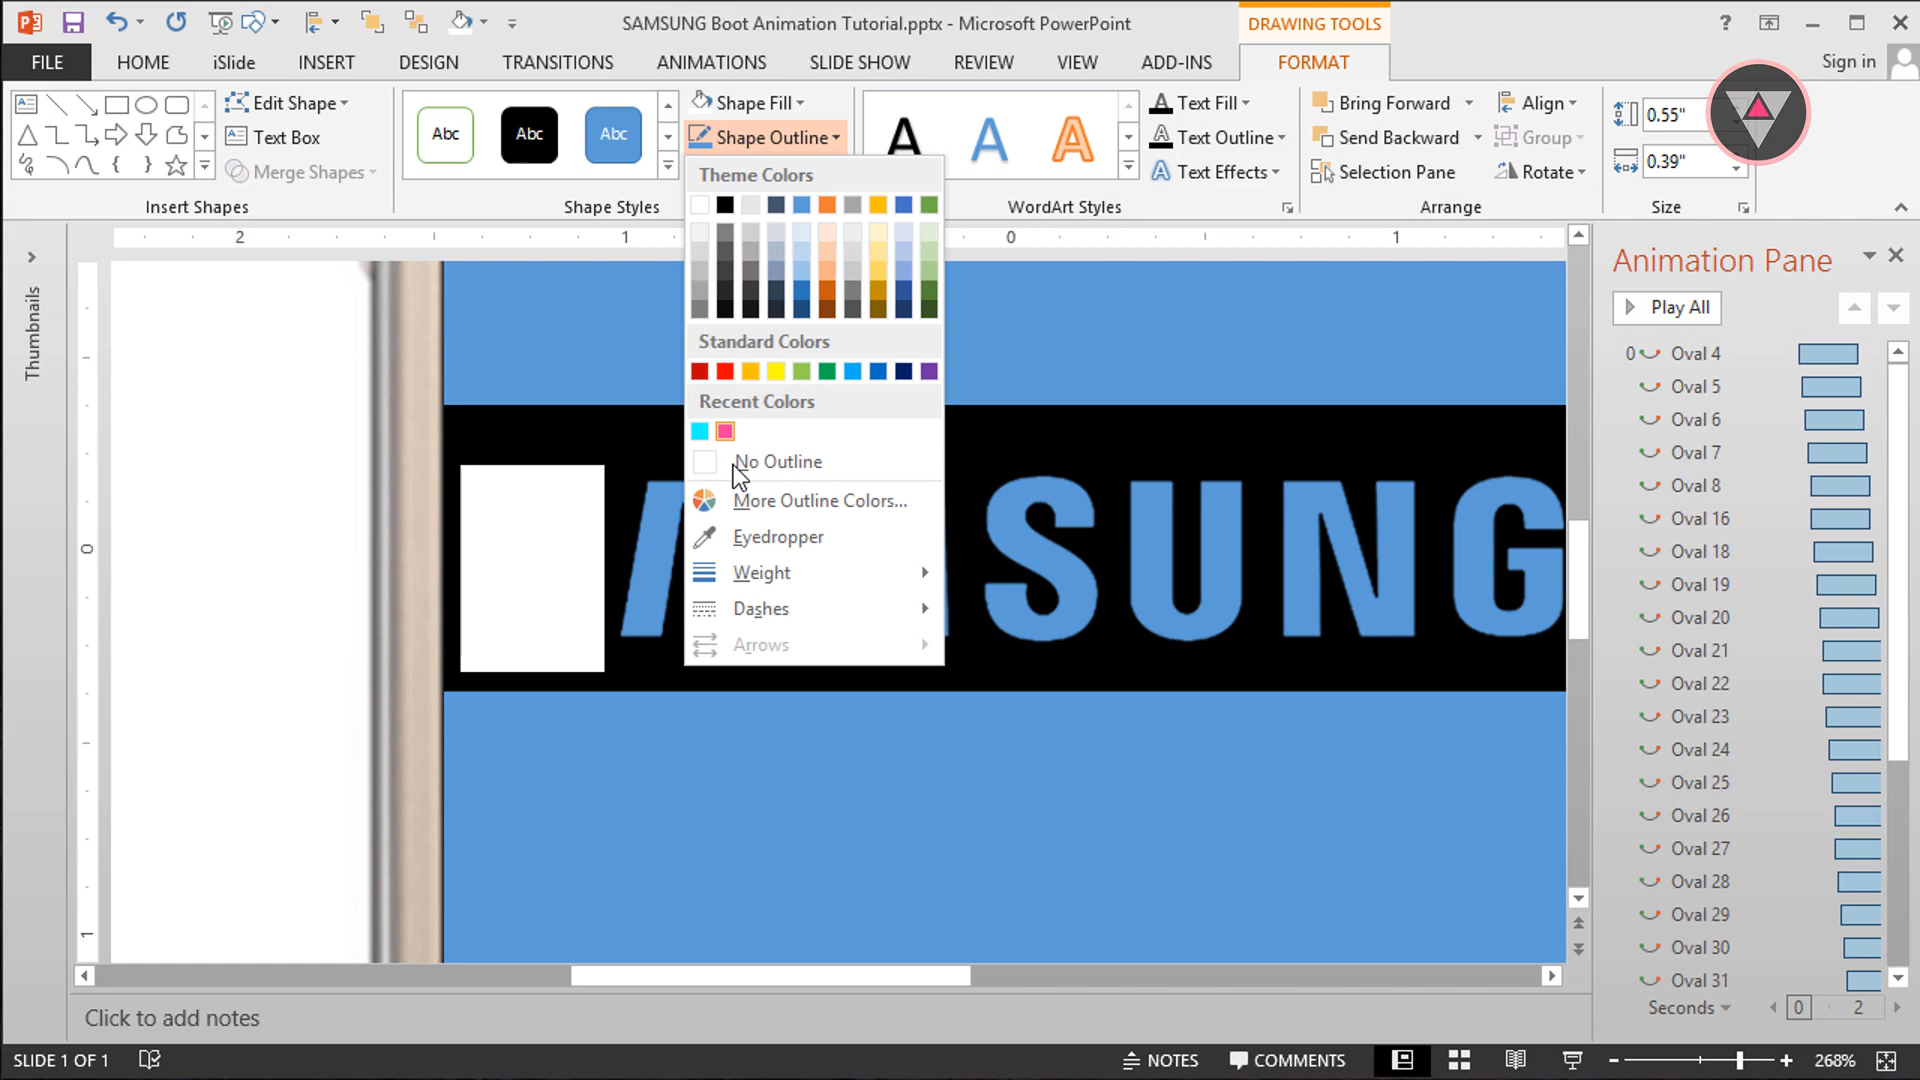 SAMSUNG Boot Animation Tutorial.pptx - Microsoft PowerPoint
DRAWING TOOLS
?
FILE
HOME
iSlide
INSERT
DESIGN
TRANSITIONS
ANIMATIONS
SLIDE SHOW
REVIEW
VIEW
ADD-INS
FORMAT
Sign in
Edit Shape
Text Box
Merge Shapes
Insert Shapes
Abc
Abc
Abc
Shape Styles
Shape Fill
Shape Outline
A
A
A
WordArt Styles
Text Fill
Text Outline
Text Effects
Bring Forward
Send Backward
Selection Pane
Align
Group
Rotate
Arrange
0.55"
0.39"
Size
Theme Colors
Standard Colors
Recent Colors
No Outline
More Outline Colors...
Eyedropper
Weight
Dashes
Arrows
2
1
0
1
0
1
Thumbnails
SUNG
Animation Pane
Play All
0 Oval 4
Oval 5
Oval 6
Oval 7
Oval 8
Oval 16
Oval 18
Oval 19
Oval 20
Oval 21
Oval 22
Oval 23
Oval 24
Oval 25
Oval 26
Oval 27
Oval 28
Oval 29
Oval 30
Oval 31
Seconds
0
2
Click to add notes
SLIDE 1 OF 1
NOTES
COMMENTS
268%